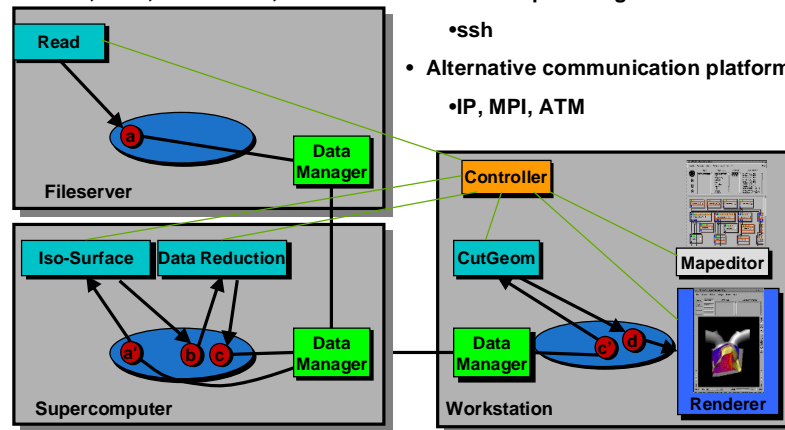 •ssh
• Alternative communication platform
•IP, MPI, ATM
Read
a
Data
Manager
Fileserver
Controller
Mapeditor
Iso-Surface
Data Reduction
CutGeom
a'
b
c
Data
Manager
Data
Manager
c'
d
Supercomputer
Workstation
Renderer